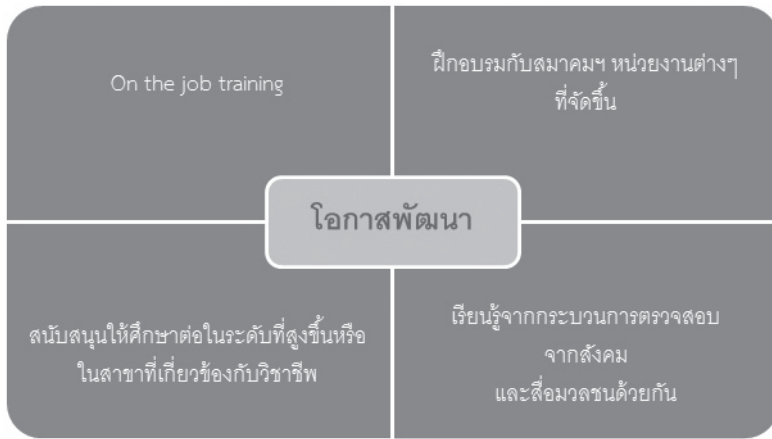 On the job training
ฝึกอบรมกับสมาคมฯ หน่วยงานต่างๆ
ที่จัดขึ้น
โอกาสพัฒนา
สนับสนุนให้ศึกษาต่อในระดับที่สูงขึ้นหรือ
ในสาขาที่เกี่ยวข้องกับวิชาชีพ
เรียนรู้จากกระบวนการตรวจสอบ
จากสังคม
และสื่อมวลชนด้วยกัน